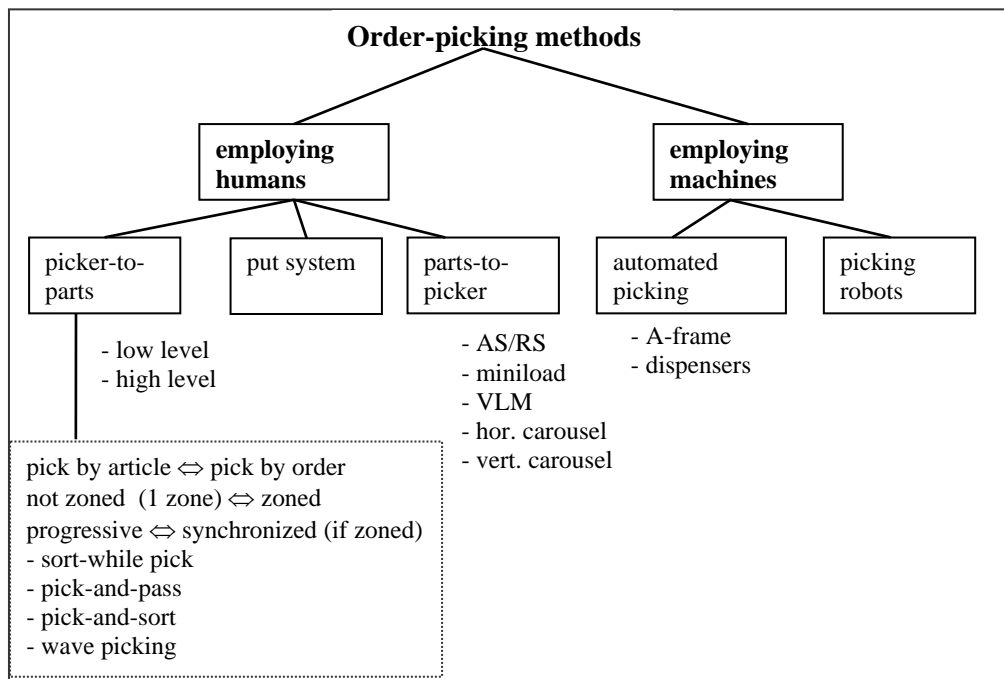 Order-picking methods
employing
humans
employing
machines
picker-to-
parts
put system
parts-to-
picker
automated
picking
picking
robots
- low level
- high level
- AS/RS
- miniload
- VLM
- hor. carousel
- vert. carousel
- A-frame
- dispensers
pick by article ⇔ pick by order
not zoned (1 zone) ⇔ zoned
progressive ⇔ synchronized (if zoned)
- sort-while pick
- pick-and-pass
- pick-and-sort
- wave picking